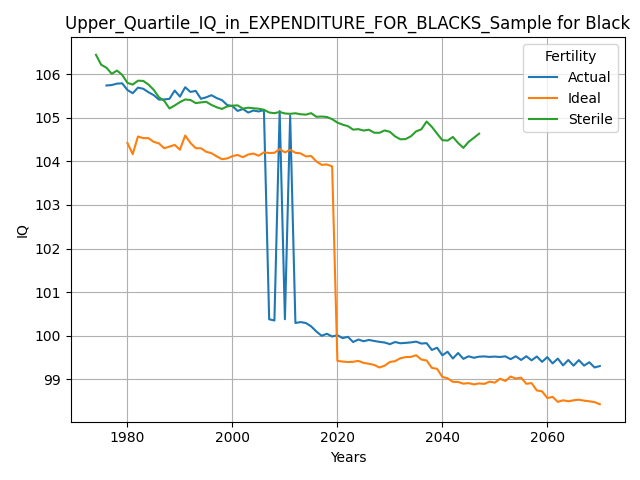 Upper_Quartile_IQ_in_EXPENDITURE_FOR_BLACKS_Sample for Black
Fertility
Actual
Ideal
Sterile
IQ
106
105
104
103
102
101
100
99
1980 2000 2020 2040 2060
Years